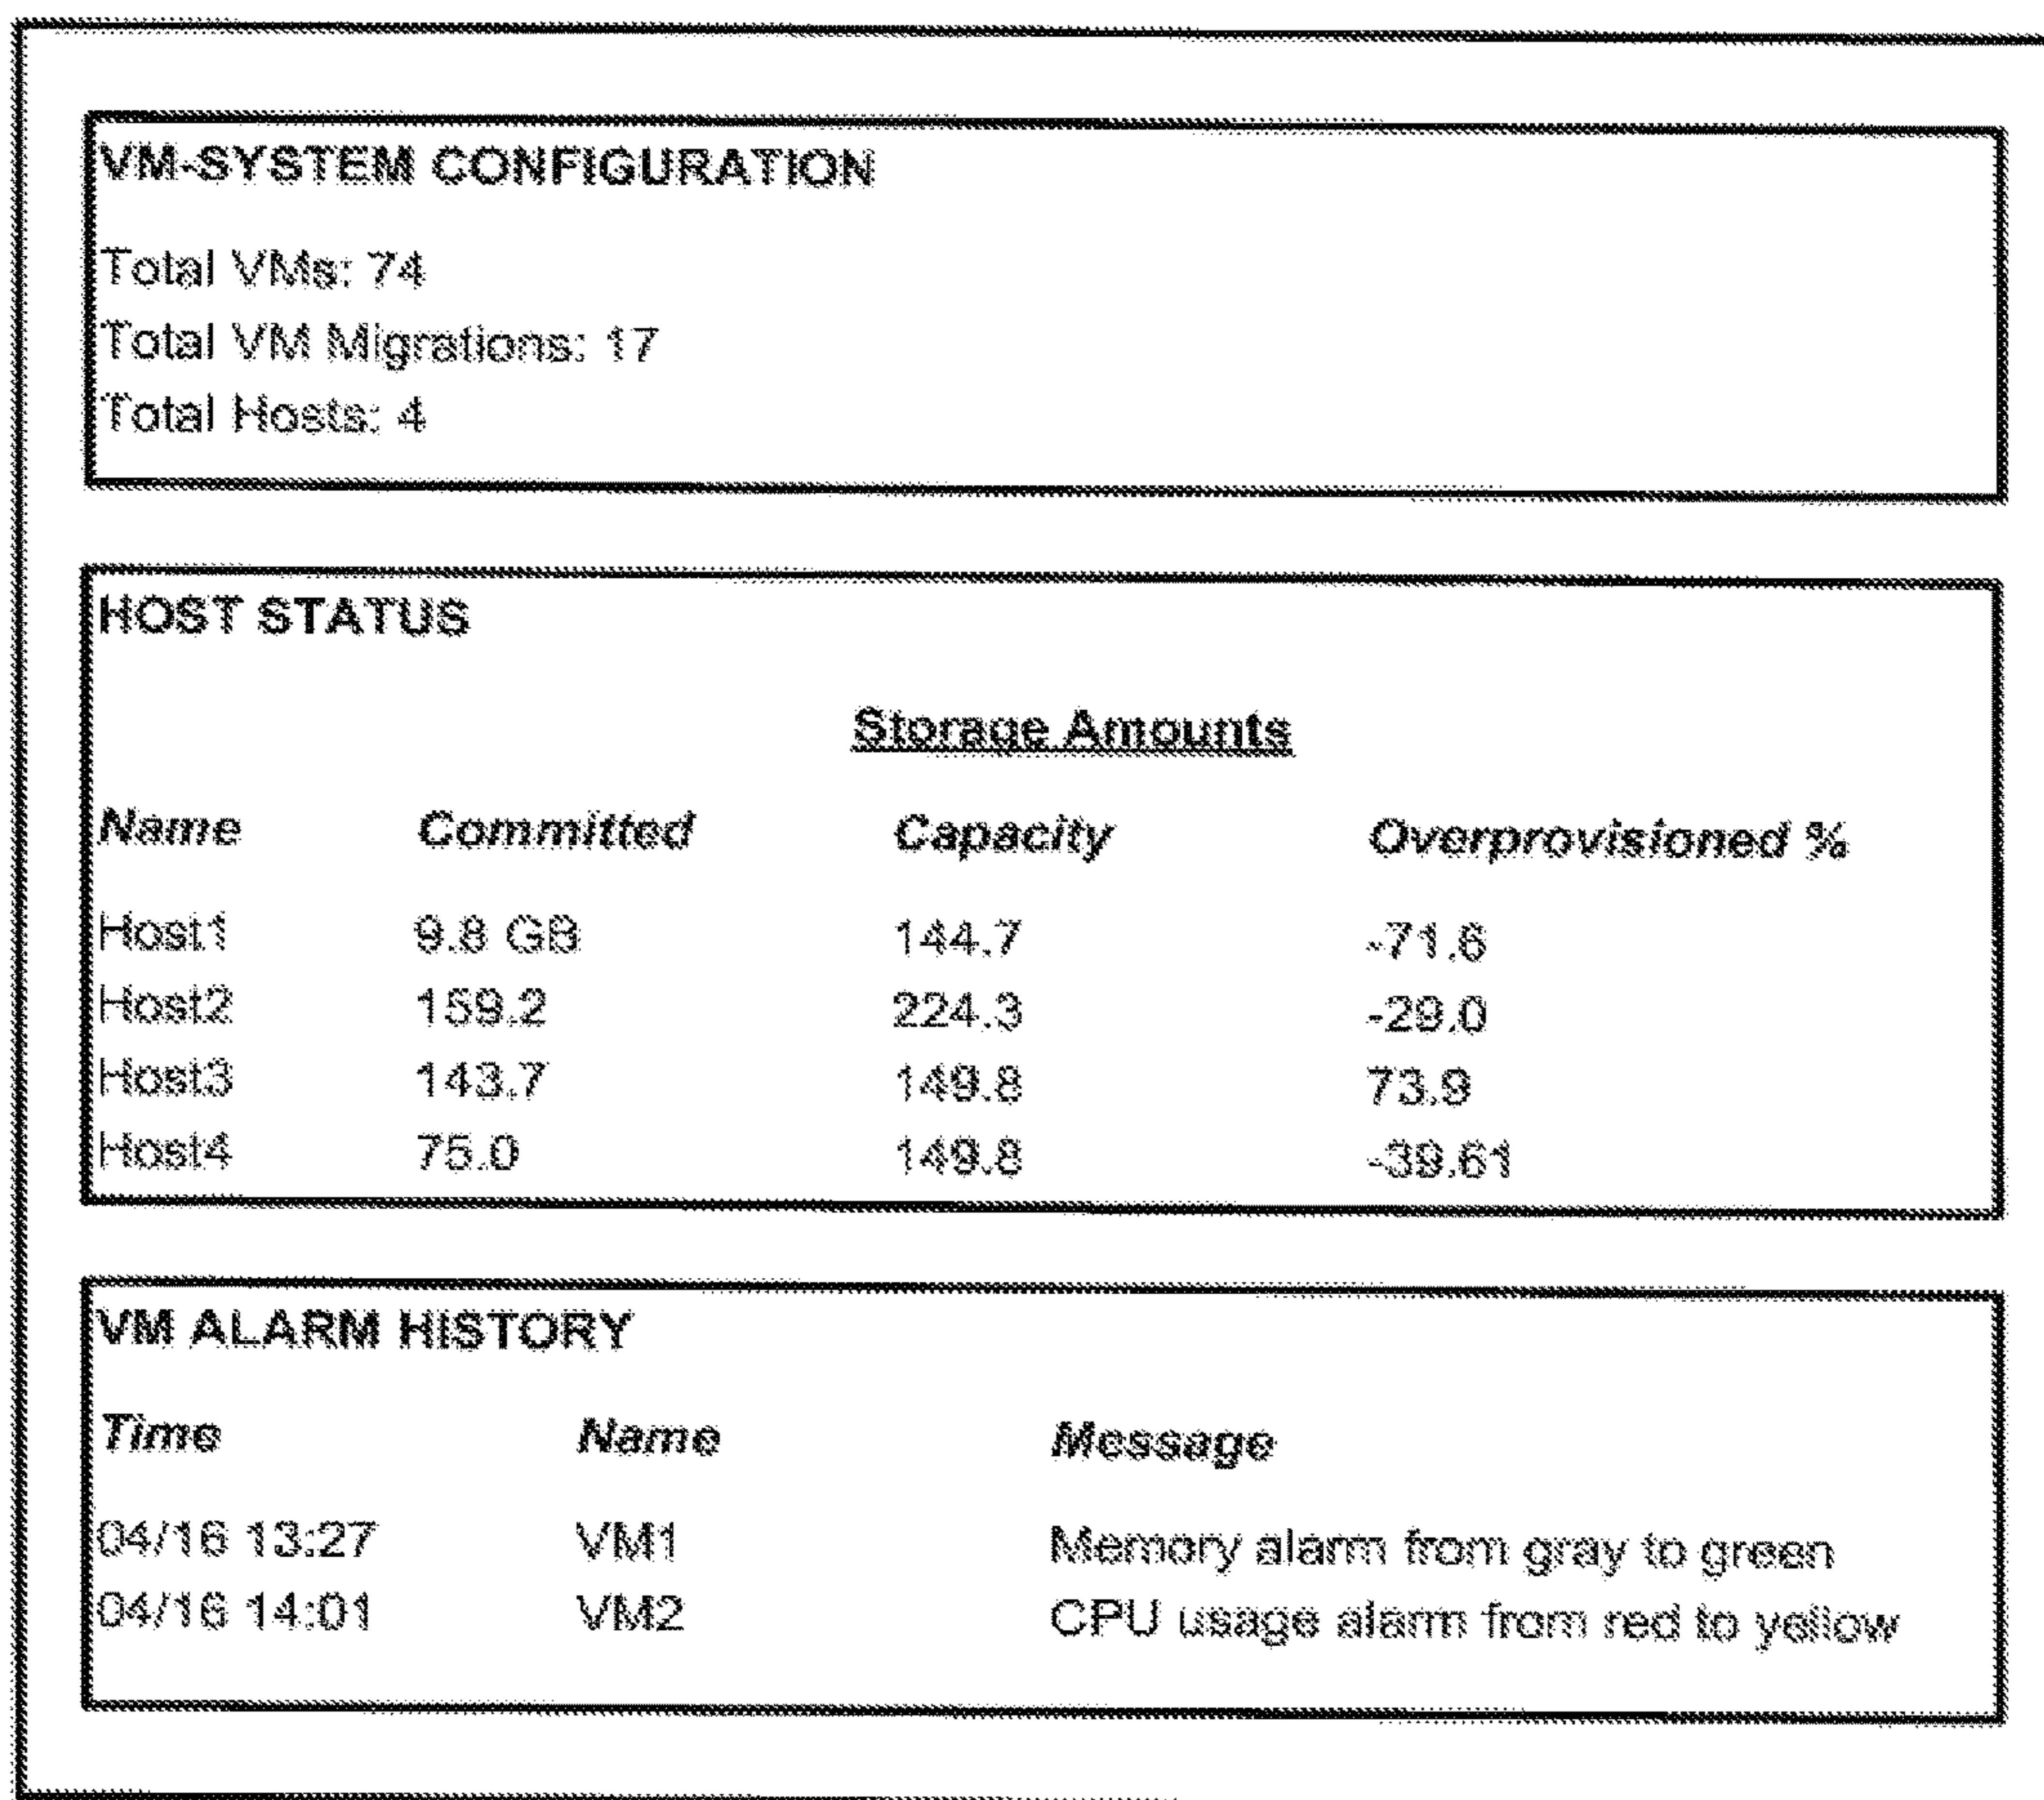 VM-SYSTEM CONFIGURATION
Total VMs: 74
Total VM Migrations: 17
Total Hosts: 4
HOST STATUS
Storage Amounts
Name Committed Capacity Overprovisioned %
Host1 9.8 GB 144.7 -71.6
Host2 159.2 224.3 -29.0
Host3 143.7 149.8 73.9
Host4 75.0 149.8 -39.61
VM ALARM HISTORY
Time Name Message
04/16 13:27 VM1 Memory alarm from gray to green
04/16 14:01 VM2 CPU usage alarm from red to yellow